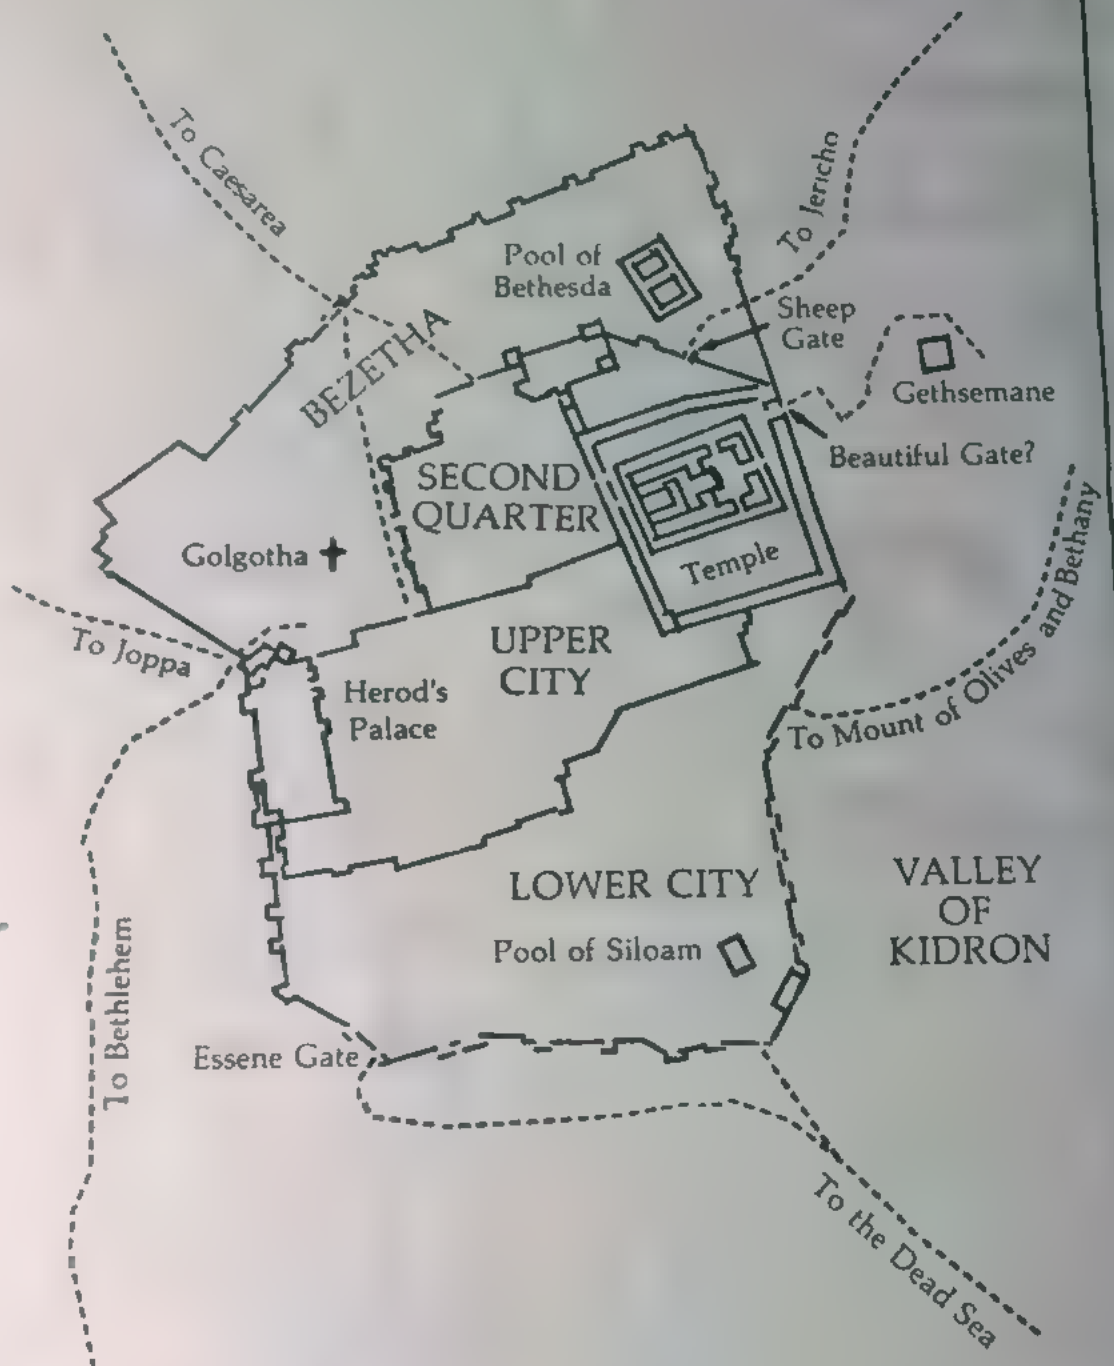 To Caesarea
To Jericho
Pool of
Bethesda
BEZETHA
Sheep
Gate
Gethsemane
Beautiful Gate?
SECOND
QUARTER
Golgotha
Temple
To Joppa
UPPER
CITY
Herod's
Palace
To Mount of Olives and Bethany
LOWER CITY
VALLEY
OF
KIDRON
Pool of Siloam
To Bethlehem
Essene Gate
To the Dead Sea